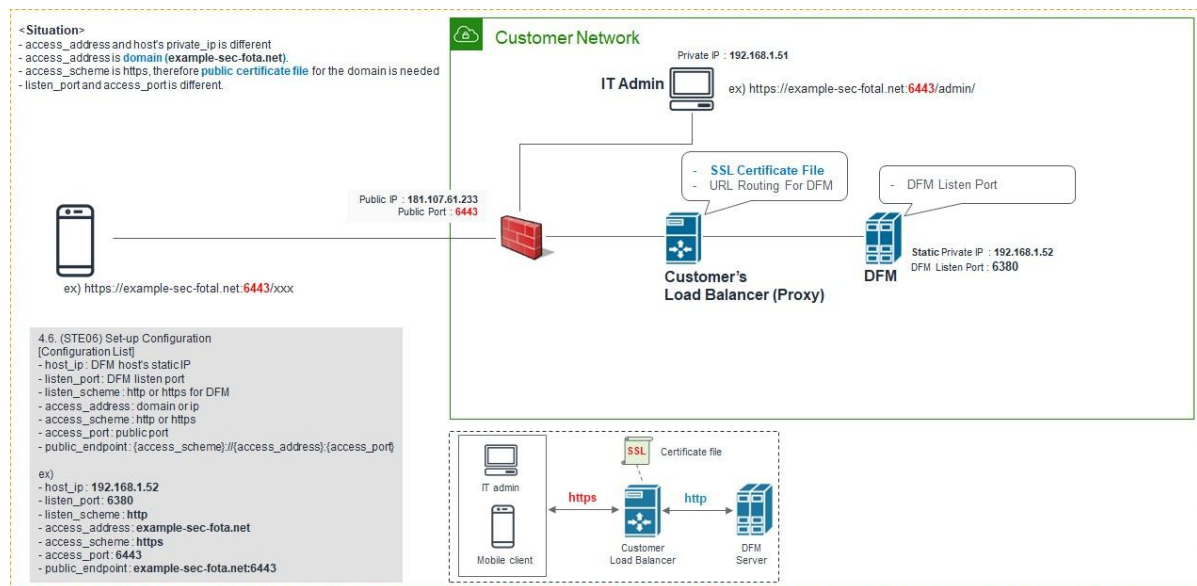 <Situation>
- access_address and host's private_ip is different
- access_address is domain (example-sec-fota.net).
- access_scheme is https, therefore public certificate file for the domain is needed
- listen_port and access_port is different.
Customer Network
Private IP : 192.168.1.51
IT Admin
ex) https://example-sec-fotal.net:6443/admin/
- SSL Certificate File
- URL Routing For DFM
- DFM Listen Port
Public IP : 181.107.61.233
Public Port : 6443
Static Private IP : 192.168.1.52
DFM Listen Port : 6380
Customer's
Load Balancer (Proxy)
DFM
ex) https://example-sec-fotal.net:6443/xxx
4.6. (STE06) Set-up Configuration
[Configuration List]
- host_ip : DFM host's static IP
- listen_port : DFM listen port
- listen_scheme : http or https for DFM
- access_address : domain or ip
- access_scheme : http or https
- access_port : public port
- public_endpoint : {access_scheme}://{access_address}:{access_port}
ex)
- host_ip : 192.168.1.52
- listen_port : 6380
- listen_scheme : http
- access_address : example-sec-fota.net
- access_scheme : https
- access_port : 6443
- public_endpoint : example-sec-fota.net:6443
SSL
Certificate file
IT admin
https
http
Mobile client
Customer
Load Balancer
DFM
Server